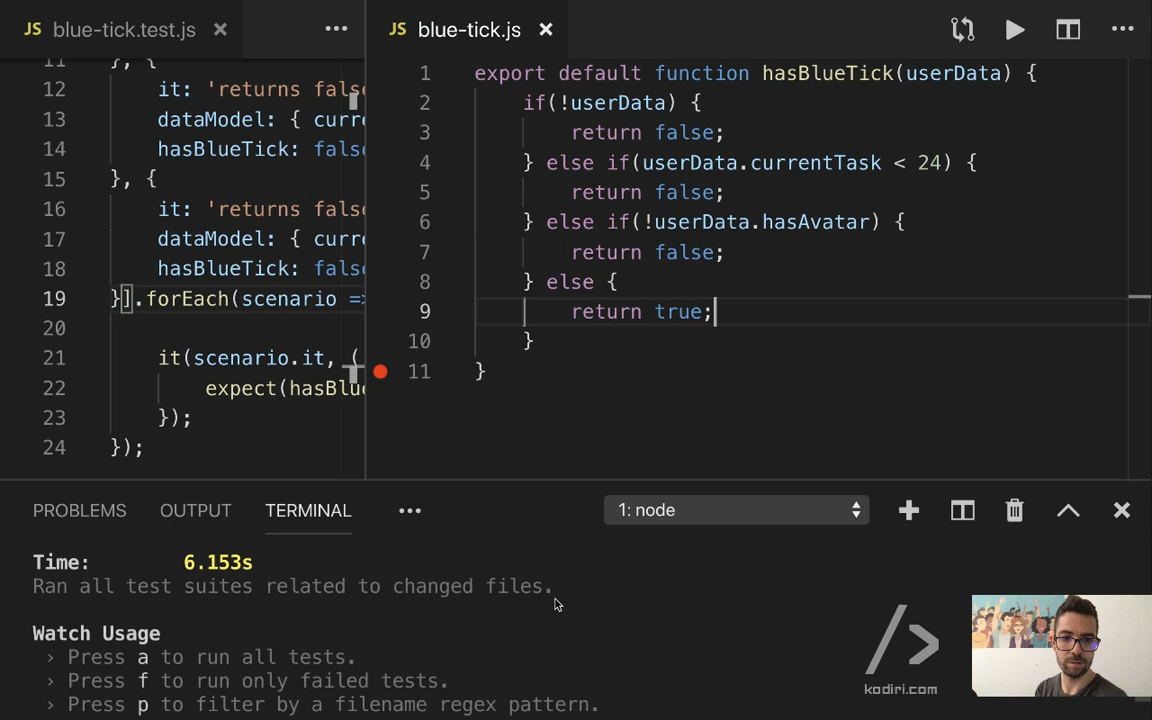 JS blue-tick.test.js × ...
11 }, {
12 it: 'returns fals
13 dataModel: { curr
14 hasBlueTick: fals
15 }, {
16 it: 'returns fals
17 dataModel: { curr
18 hasBlueTick: fals
19 }].forEach(scenario =>
20
21 it(scenario.it, (
22 expect(hasBlu
23 });
24 });
JS blue-tick.js × ...
1 export default function hasBlueTick(userData) {
2 if(!userData) {
3 return false;
4 } else if(userData.currentTask < 24) {
5 return false;
6 } else if(!userData.hasAvatar) {
7 return false;
8 } else {
9 return true;
10 }
11 }
PROBLEMS OUTPUT TERMINAL ... 1: node
Time: 6.153s
Ran all test suites related to changed files.
Watch Usage
› Press a to run all tests.
› Press f to run only failed tests.
› Press p to filter by a filename regex pattern.
/>
kodiri.com